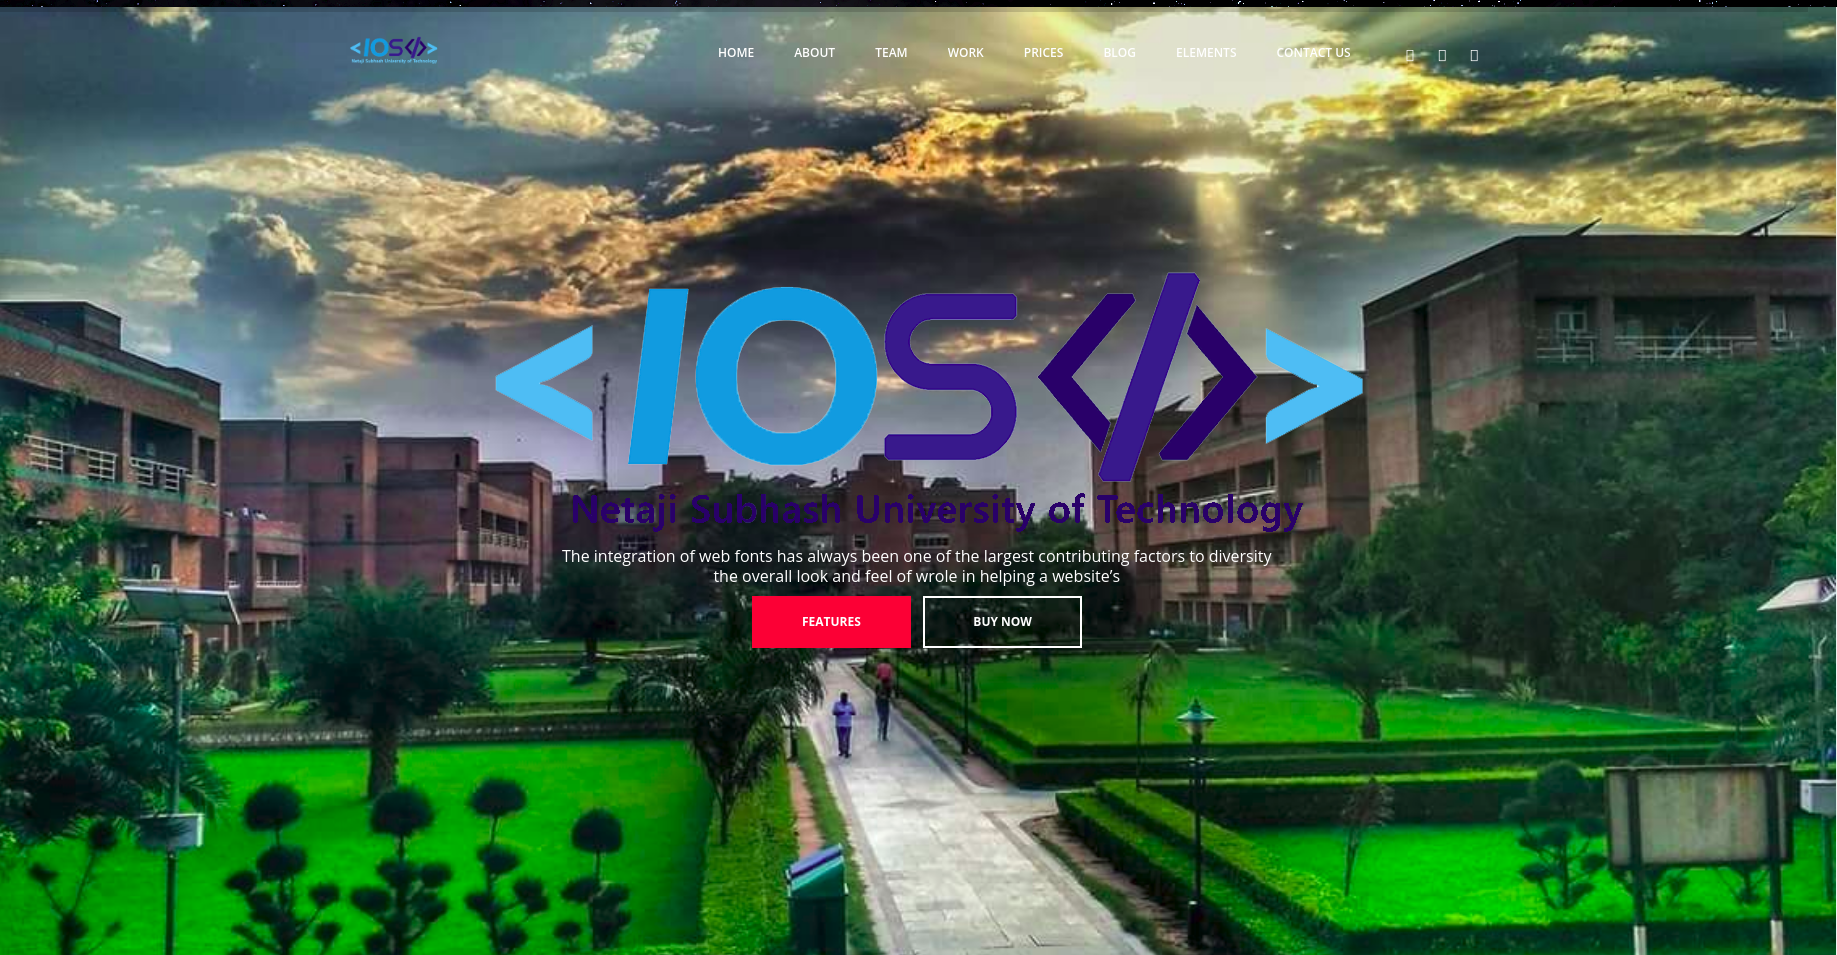 <IOS</>
Netaji Subhash University of Technology
HOME ABOUT TEAM WORK PRICES BLOG ELEMENTS CONTACT US
<IOS</>
Netaji Subhash University of Technology
The integration of web fonts has always been one of the largest contributing factors to diversity
the overall look and feel of wrole in helping a website’s
FEATURES BUY NOW